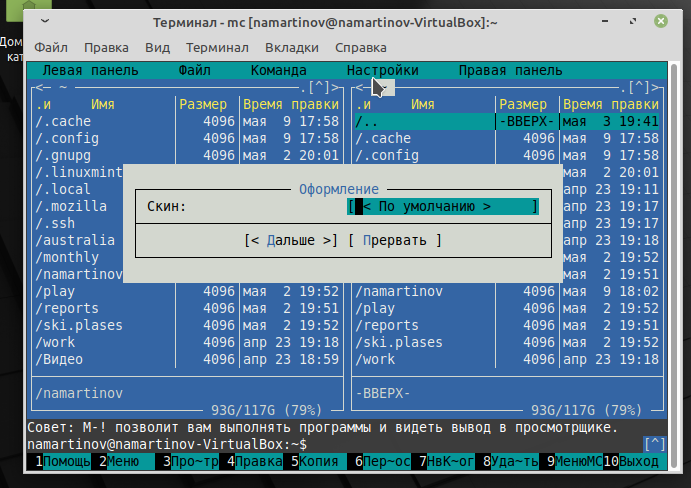 Дом
кат
Терминал - mc [namartinov@namartinov-VirtualBox]:~
Файл Правка Вид Терминал Вкладки Справка
Левая панель Файл Команда Настройки Правая панель
<─ ~ .[^]> <─ ~ .[^]>
.и Имя Размер Время правки .и Имя Размер Время правки
/.cache 4096 мая 9 17:58 /.. -ВВЕРХ- мая 3 19:41
/.config 4096 мая 9 17:58 /.cache 4096 мая 9 17:58
/.gnupg 4096 мая 2 20:01 /.config 4096 мая 9 17:58
/.linuxmint мая 2 20:01
/.local апр 23 19:11
/.mozilla апр 23 19:17
/.ssh апр 23 19:17
/australia апр 23 19:18
/monthly мая 2 19:52
/namartinov мая 2 19:51
Оформление
Скин: [ < По умолчанию > ]
[< Дальше >] [ Прервать ]
/play 4096 мая 2 19:52 /namartinov 4096 мая 9 18:02
/reports 4096 мая 2 19:51 /play 4096 мая 2 19:52
/ski.plases 4096 мая 2 19:52 /reports 4096 мая 2 19:51
/work 4096 апр 23 19:18 /ski.plases 4096 мая 2 19:52
/Видео 4096 апр 23 18:59 /work 4096 апр 23 19:18
/namartinov -ВВЕРХ-
93G/117G (79%) 93G/117G (79%)
Совет: M-! позволит вам выполнять программы и видеть вывод в просмотрщике.
namartinov@namartinov-VirtualBox:~$ [^]
1Помощь 2Меню 3Про~тр 4Правка 5Копия 6Пер~ос 7НвК~ог 8Уда~ть 9МенюMC 10Выход